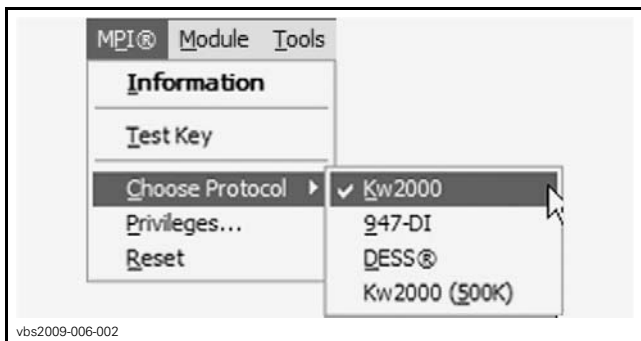 MPI® Module Tools
Information
Test Key
Choose Protocol
Privileges...
Reset
Kw2000
947-DI
DESS®
Kw2000 (500K)
vbs2009-006-002